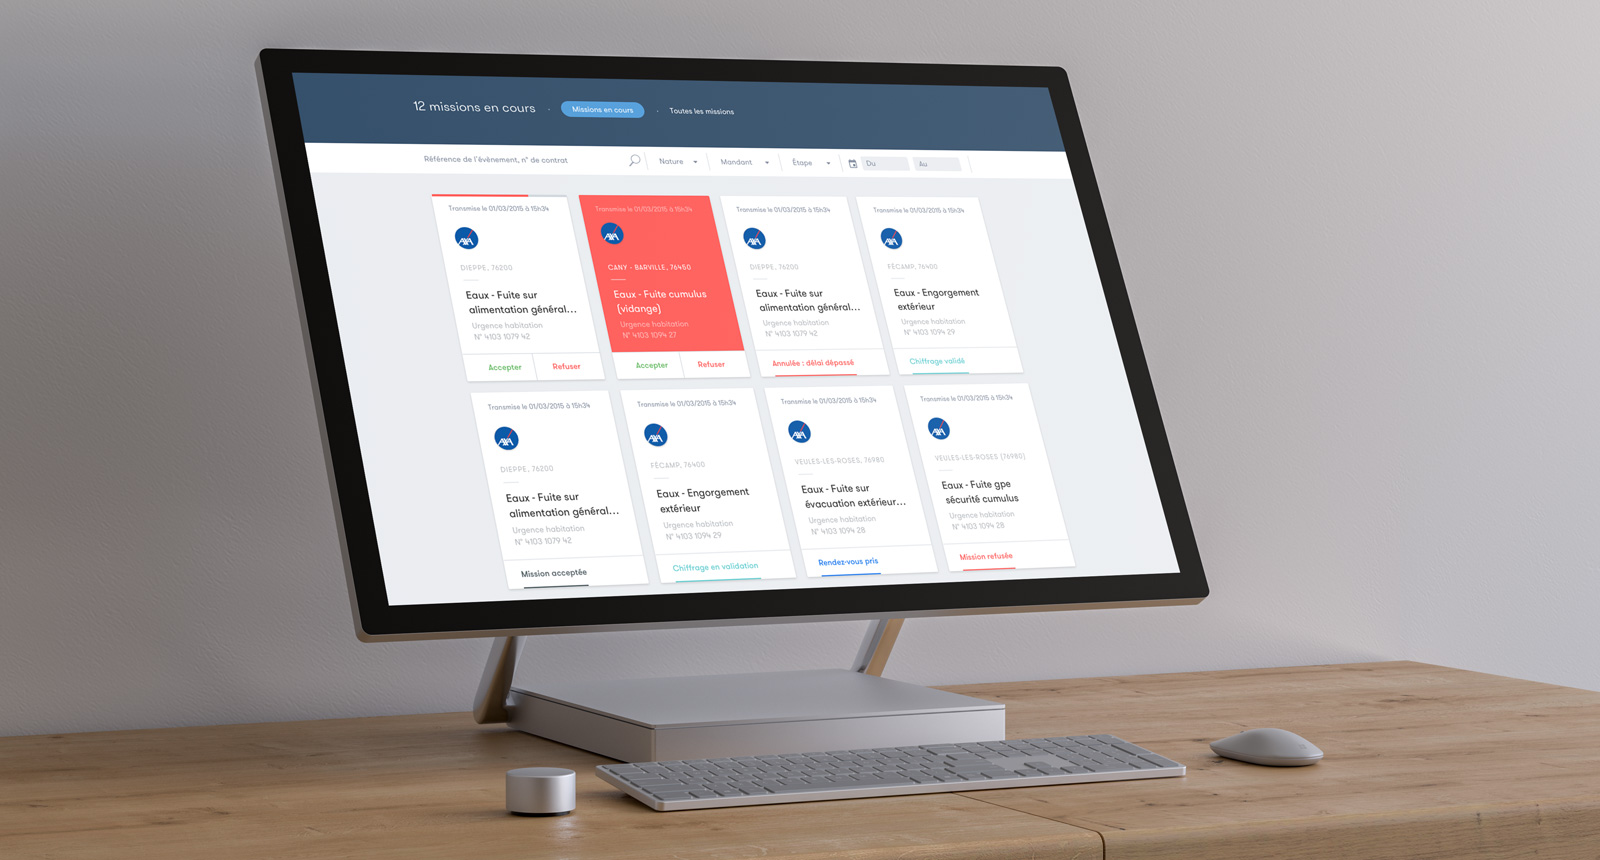 12 missions en cours · Missions en cours · Toutes les missions
Référence de l'évènement, n° de contrat Nature Mandant Étape Du Au
Transmise le 01/03/2015 à 15h34
AXA
DIEPPE, 76200
Eaux - Fuite sur
alimentation général...
Urgence habitation
N° 4103 1079 42
Accepter Refuser
Transmise le 01/03/2015 à 15h34
AXA
CANY - BARVILLE, 76450
Eaux - Fuite cumulus
(vidange)
Urgence habitation
N° 4103 1094 27
Accepter Refuser
Transmise le 01/03/2015 à 15h34
AXA
DIEPPE, 76200
Eaux - Fuite sur
alimentation général...
Urgence habitation
N° 4103 1079 42
Annulée : délai dépassé
Transmise le 01/03/2015 à 15h34
AXA
FÉCAMP, 76400
Eaux - Engorgement
extérieur
Urgence habitation
N° 4103 1094 29
Chiffrage validé
Transmise le 01/03/2015 à 15h34
AXA
DIEPPE, 76200
Eaux - Fuite sur
alimentation général...
Urgence habitation
N° 4103 1079 42
Mission acceptée
Transmise le 01/03/2015 à 15h34
AXA
FÉCAMP, 76400
Eaux - Engorgement
extérieur
Urgence habitation
N° 4103 1094 29
Chiffrage en validation
Transmise le 01/03/2015 à 15h34
AXA
VEULES-LES-ROSES, 76980
Eaux - Fuite sur
évacuation extérieur...
Urgence habitation
N° 4103 1094 28
Rendez-vous pris
Transmise le 01/03/2015 à 15h34
AXA
VEULES-LES-ROSES (76980)
Eaux - Fuite gpe
sécurité cumulus
Urgence habitation
N° 4103 1094 28
Mission refusée